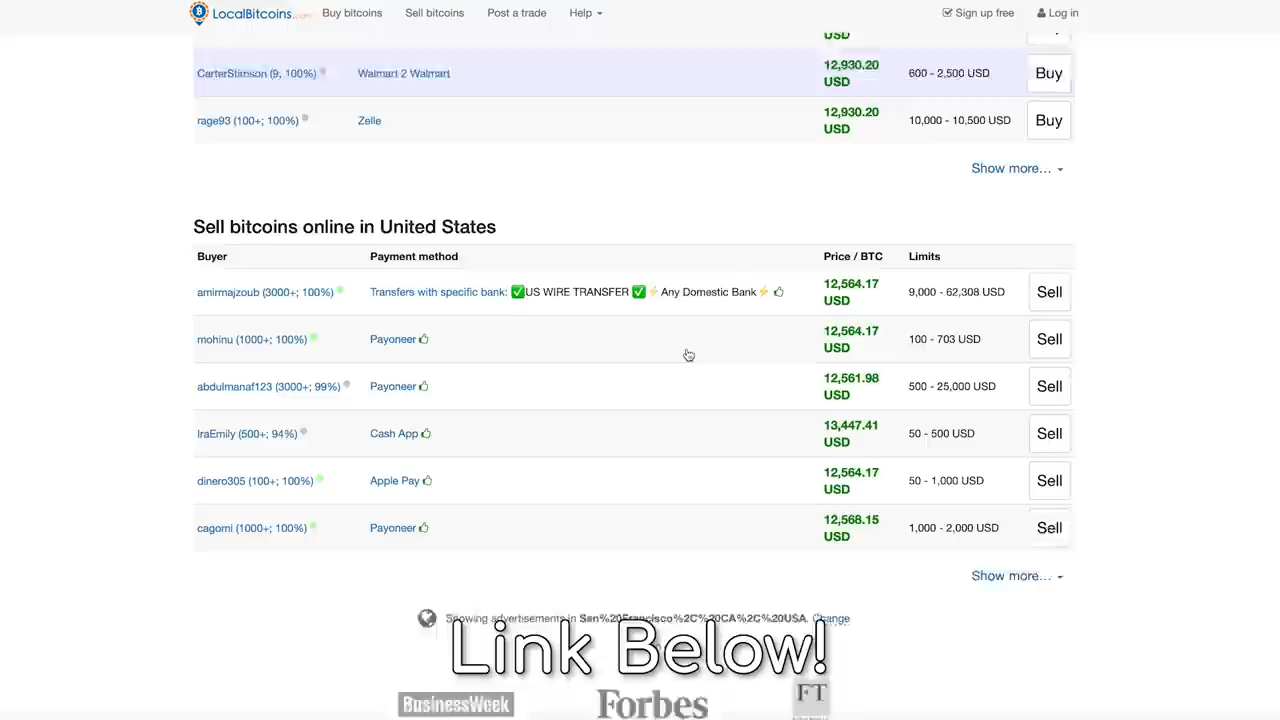 LocalBitcoins.com Buy bitcoins Sell bitcoins Post a trade Help Sign up free Log in
USD
CarterStimson (9, 100%) Walmart 2 Walmart 12,930.20 USD 600 - 2,500 USD Buy
rage93 (100+; 100%) Zelle 12,930.20 USD 10,000 - 10,500 USD Buy
Show more...
Sell bitcoins online in United States
Buyer Payment method Price / BTC Limits
amirmajzoub (3000+; 100%) Transfers with specific bank: ✅US WIRE TRANSFER ✅⚡Any Domestic Bank⚡ 12,564.17 USD 9,000 - 62,308 USD Sell
mohinu (1000+; 100%) Payoneer 12,564.17 USD 100 - 703 USD Sell
abdulmanaf123 (3000+; 99%) Payoneer 12,561.98 USD 500 - 25,000 USD Sell
IraEmily (500+; 94%) Cash App 13,447.41 USD 50 - 500 USD Sell
dinero305 (100+; 100%) Apple Pay 12,564.17 USD 50 - 1,000 USD Sell
cagomi (1000+; 100%) Payoneer 12,568.15 USD 1,000 - 2,000 USD Sell
Show more...
Showing advertisements in San%20Francisco%2C%20CA%2C%20USA. Change
Link Below!
BusinessWeek Forbes FT